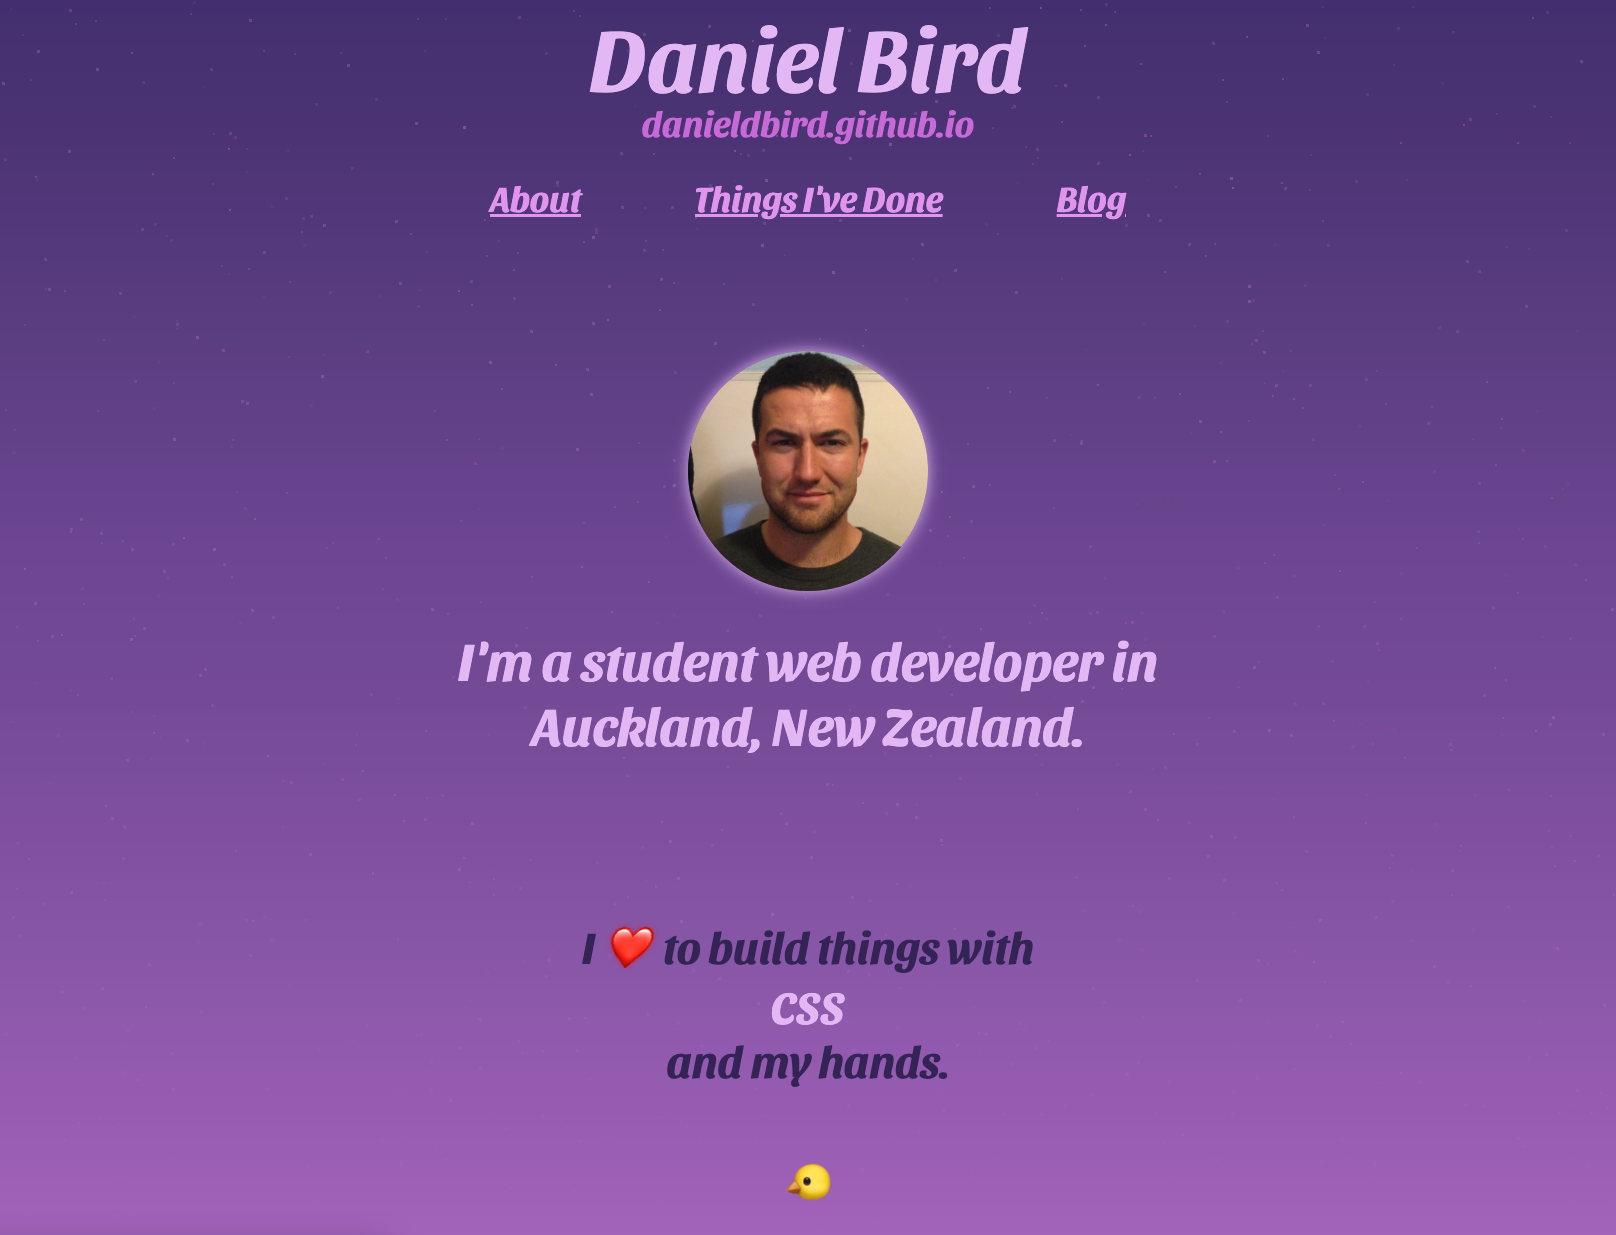 Daniel Bird
danieldbird.github.io
About Things I've Done Blog
I'm a student web developer in
Auckland, New Zealand.
I ❤️ to build things with
CSS
and my hands.